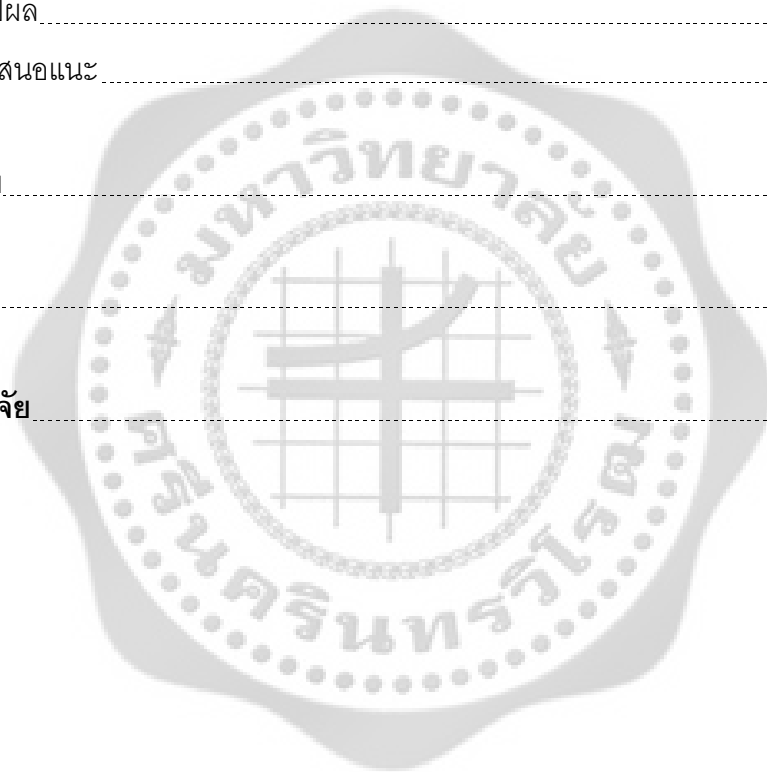 ปผล
สนอแนะ
จัย
มหาวิทยาลัย
ศรีนครินทรวิโรฒ